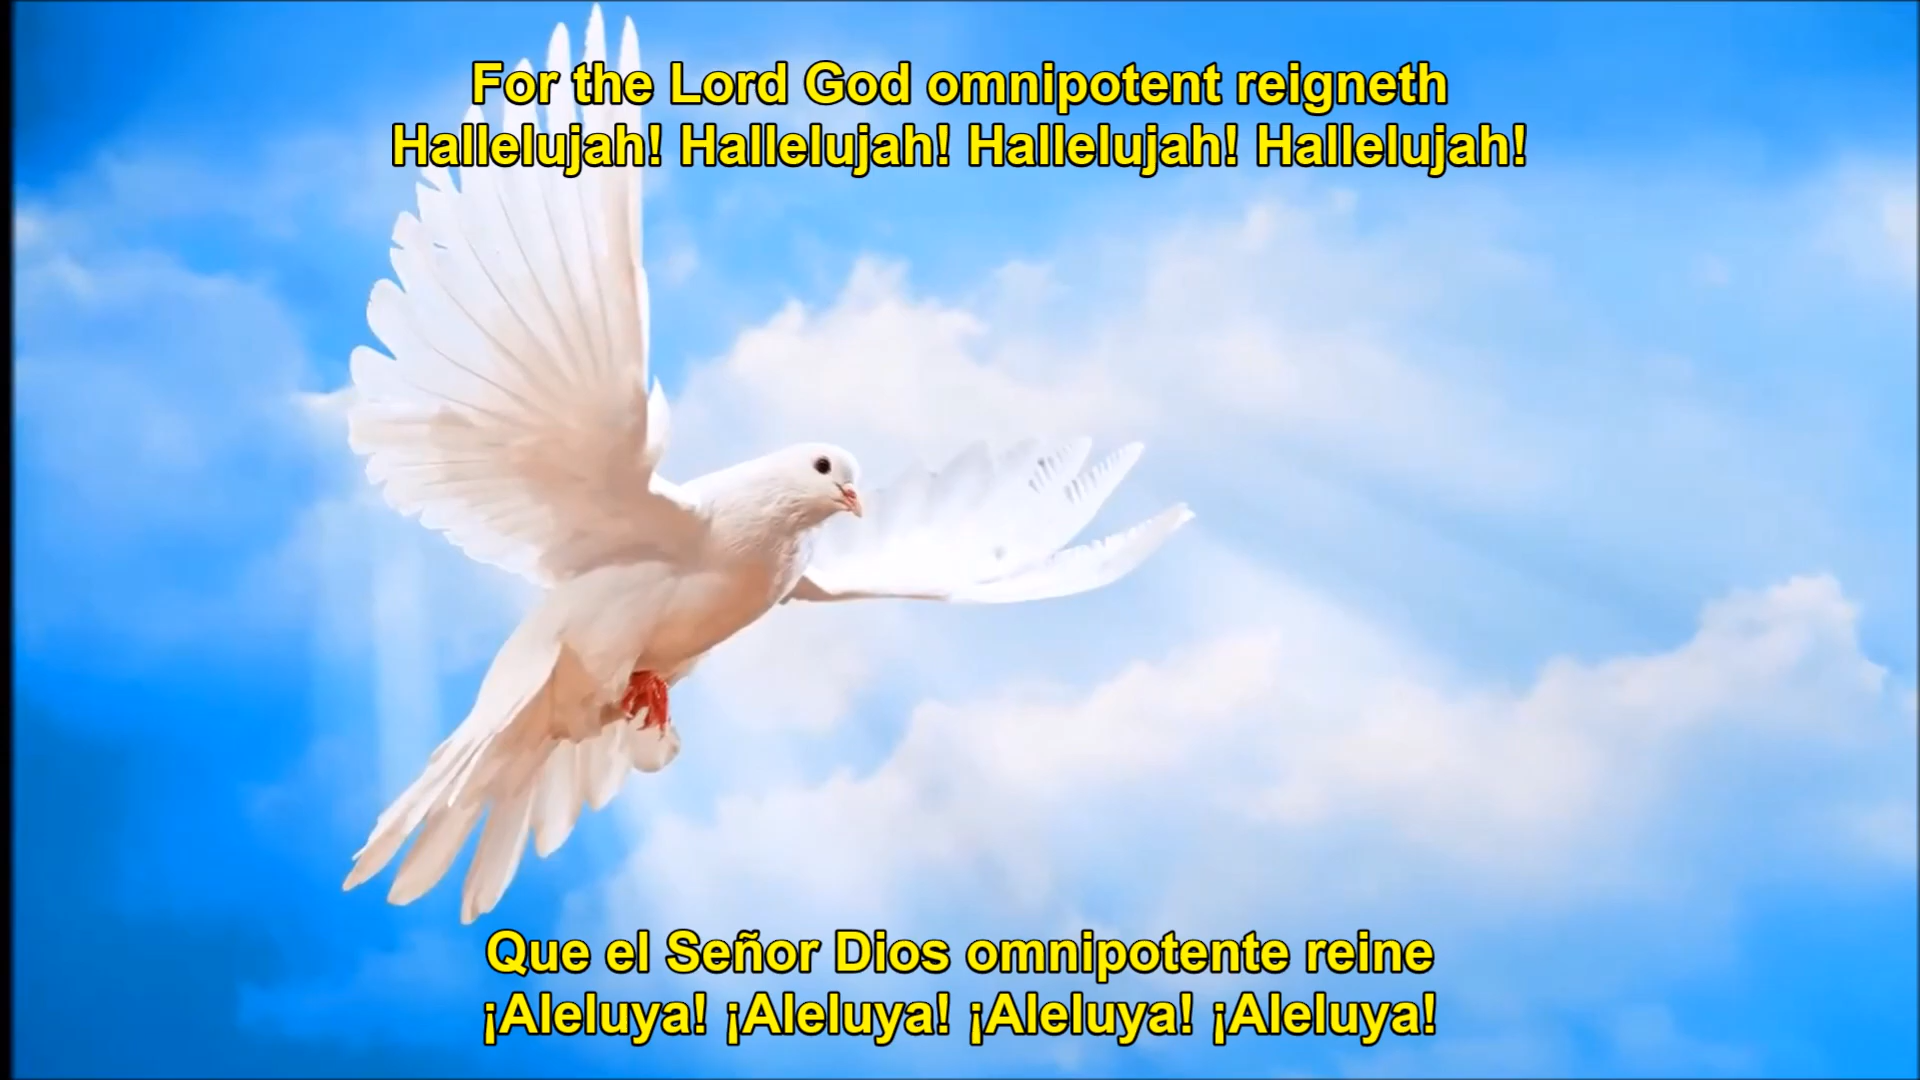 For the Lord God omnipotent reigneth
Hallelujah! Hallelujah! Hallelujah! Hallelujah!
Que el Señor Dios omnipotente reine
¡Aleluya! ¡Aleluya! ¡Aleluya! ¡Aleluya!